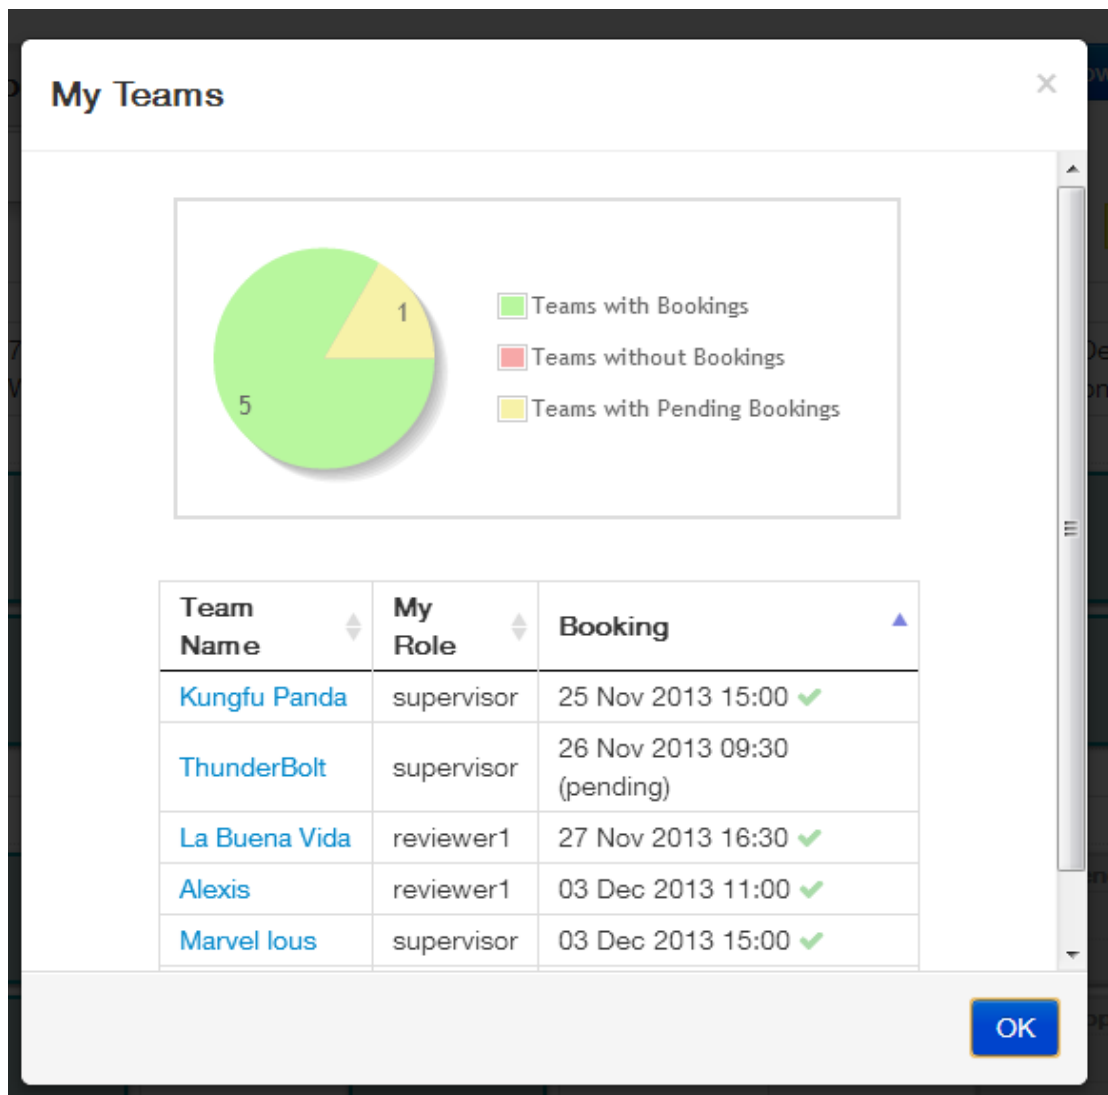 My Teams
×
1
5
Teams with Bookings
Teams without Bookings
Teams with Pending Bookings
Team Name
My Role
Booking
Kungfu Panda supervisor 25 Nov 2013 15:00 ✔
ThunderBolt supervisor 26 Nov 2013 09:30
(pending)
La Buena Vida reviewer1 27 Nov 2013 16:30 ✔
Alexis reviewer1 03 Dec 2013 11:00 ✔
Marvel lous supervisor 03 Dec 2013 15:00 ✔
OK